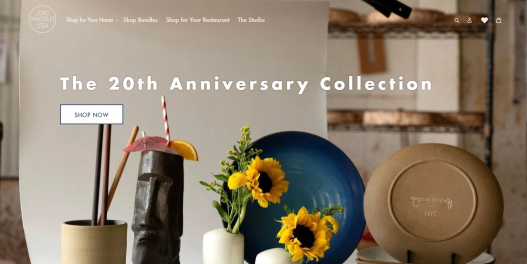 Shop for Your Home
Shop Bundles
Shop for Your Restaurant
The Studio
The 20th Anniversary Collection
SHOP NOW
NYC